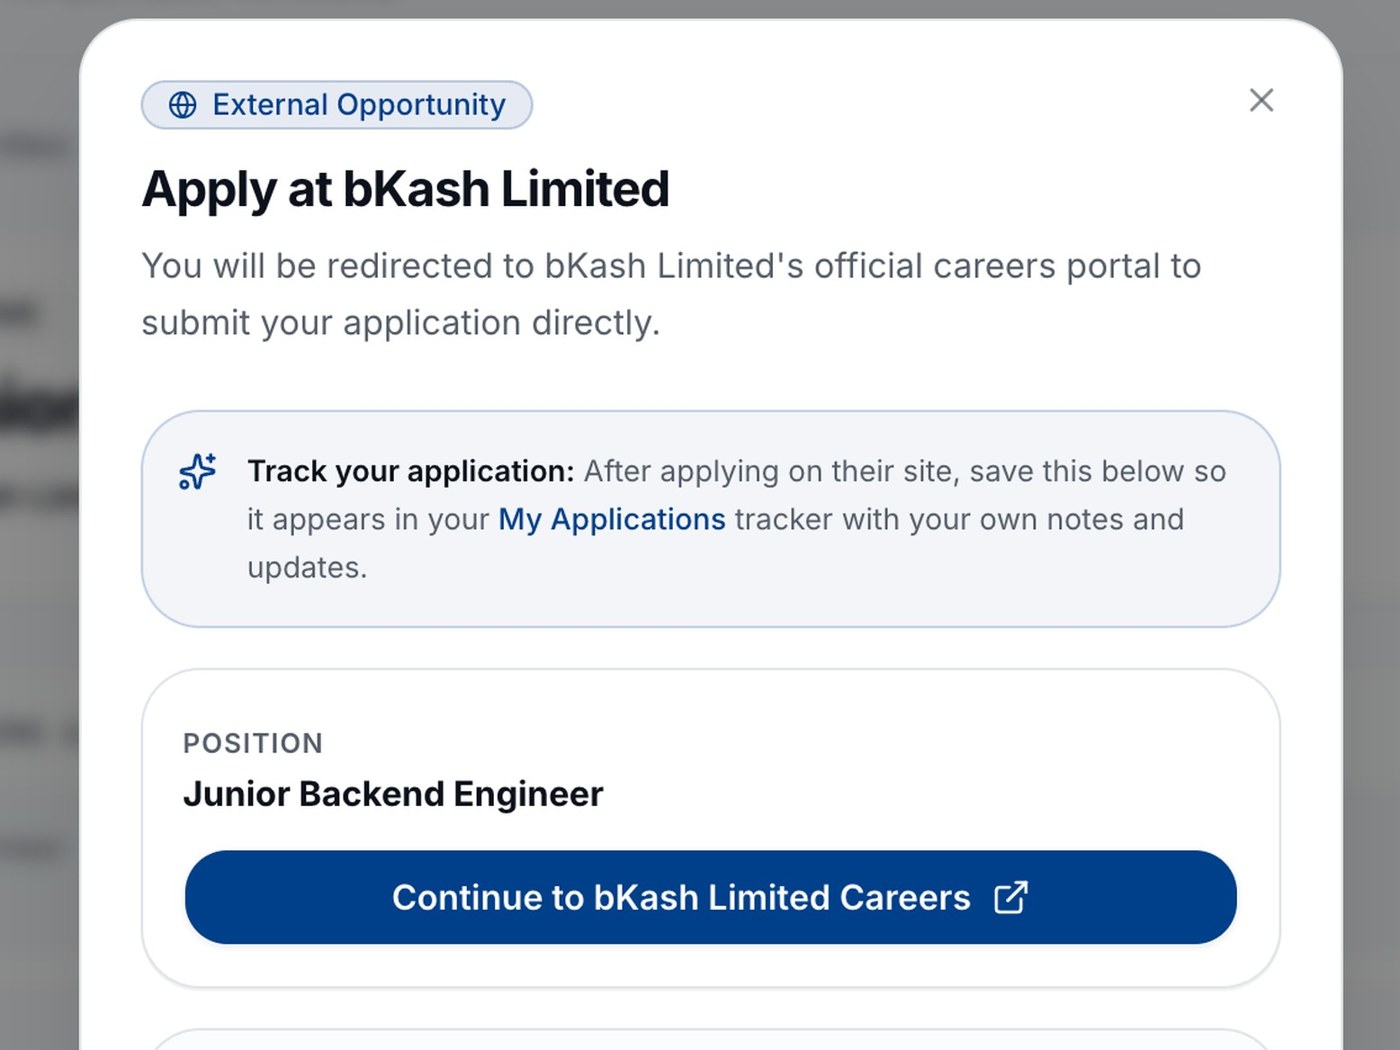 External Opportunity
Apply at bKash Limited
You will be redirected to bKash Limited's official careers portal to
submit your application directly.
Track your application: After applying on their site, save this below so
it appears in your My Applications tracker with your own notes and
updates.
POSITION
Junior Backend Engineer
Continue to bKash Limited Careers